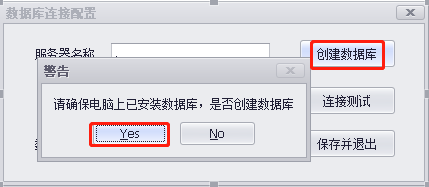 数据库连接配置
服务器名称
创建数据库
警告
请确保电脑上已安装数据库，是否创建数据库
Yes
No
连接测试
保存并退出